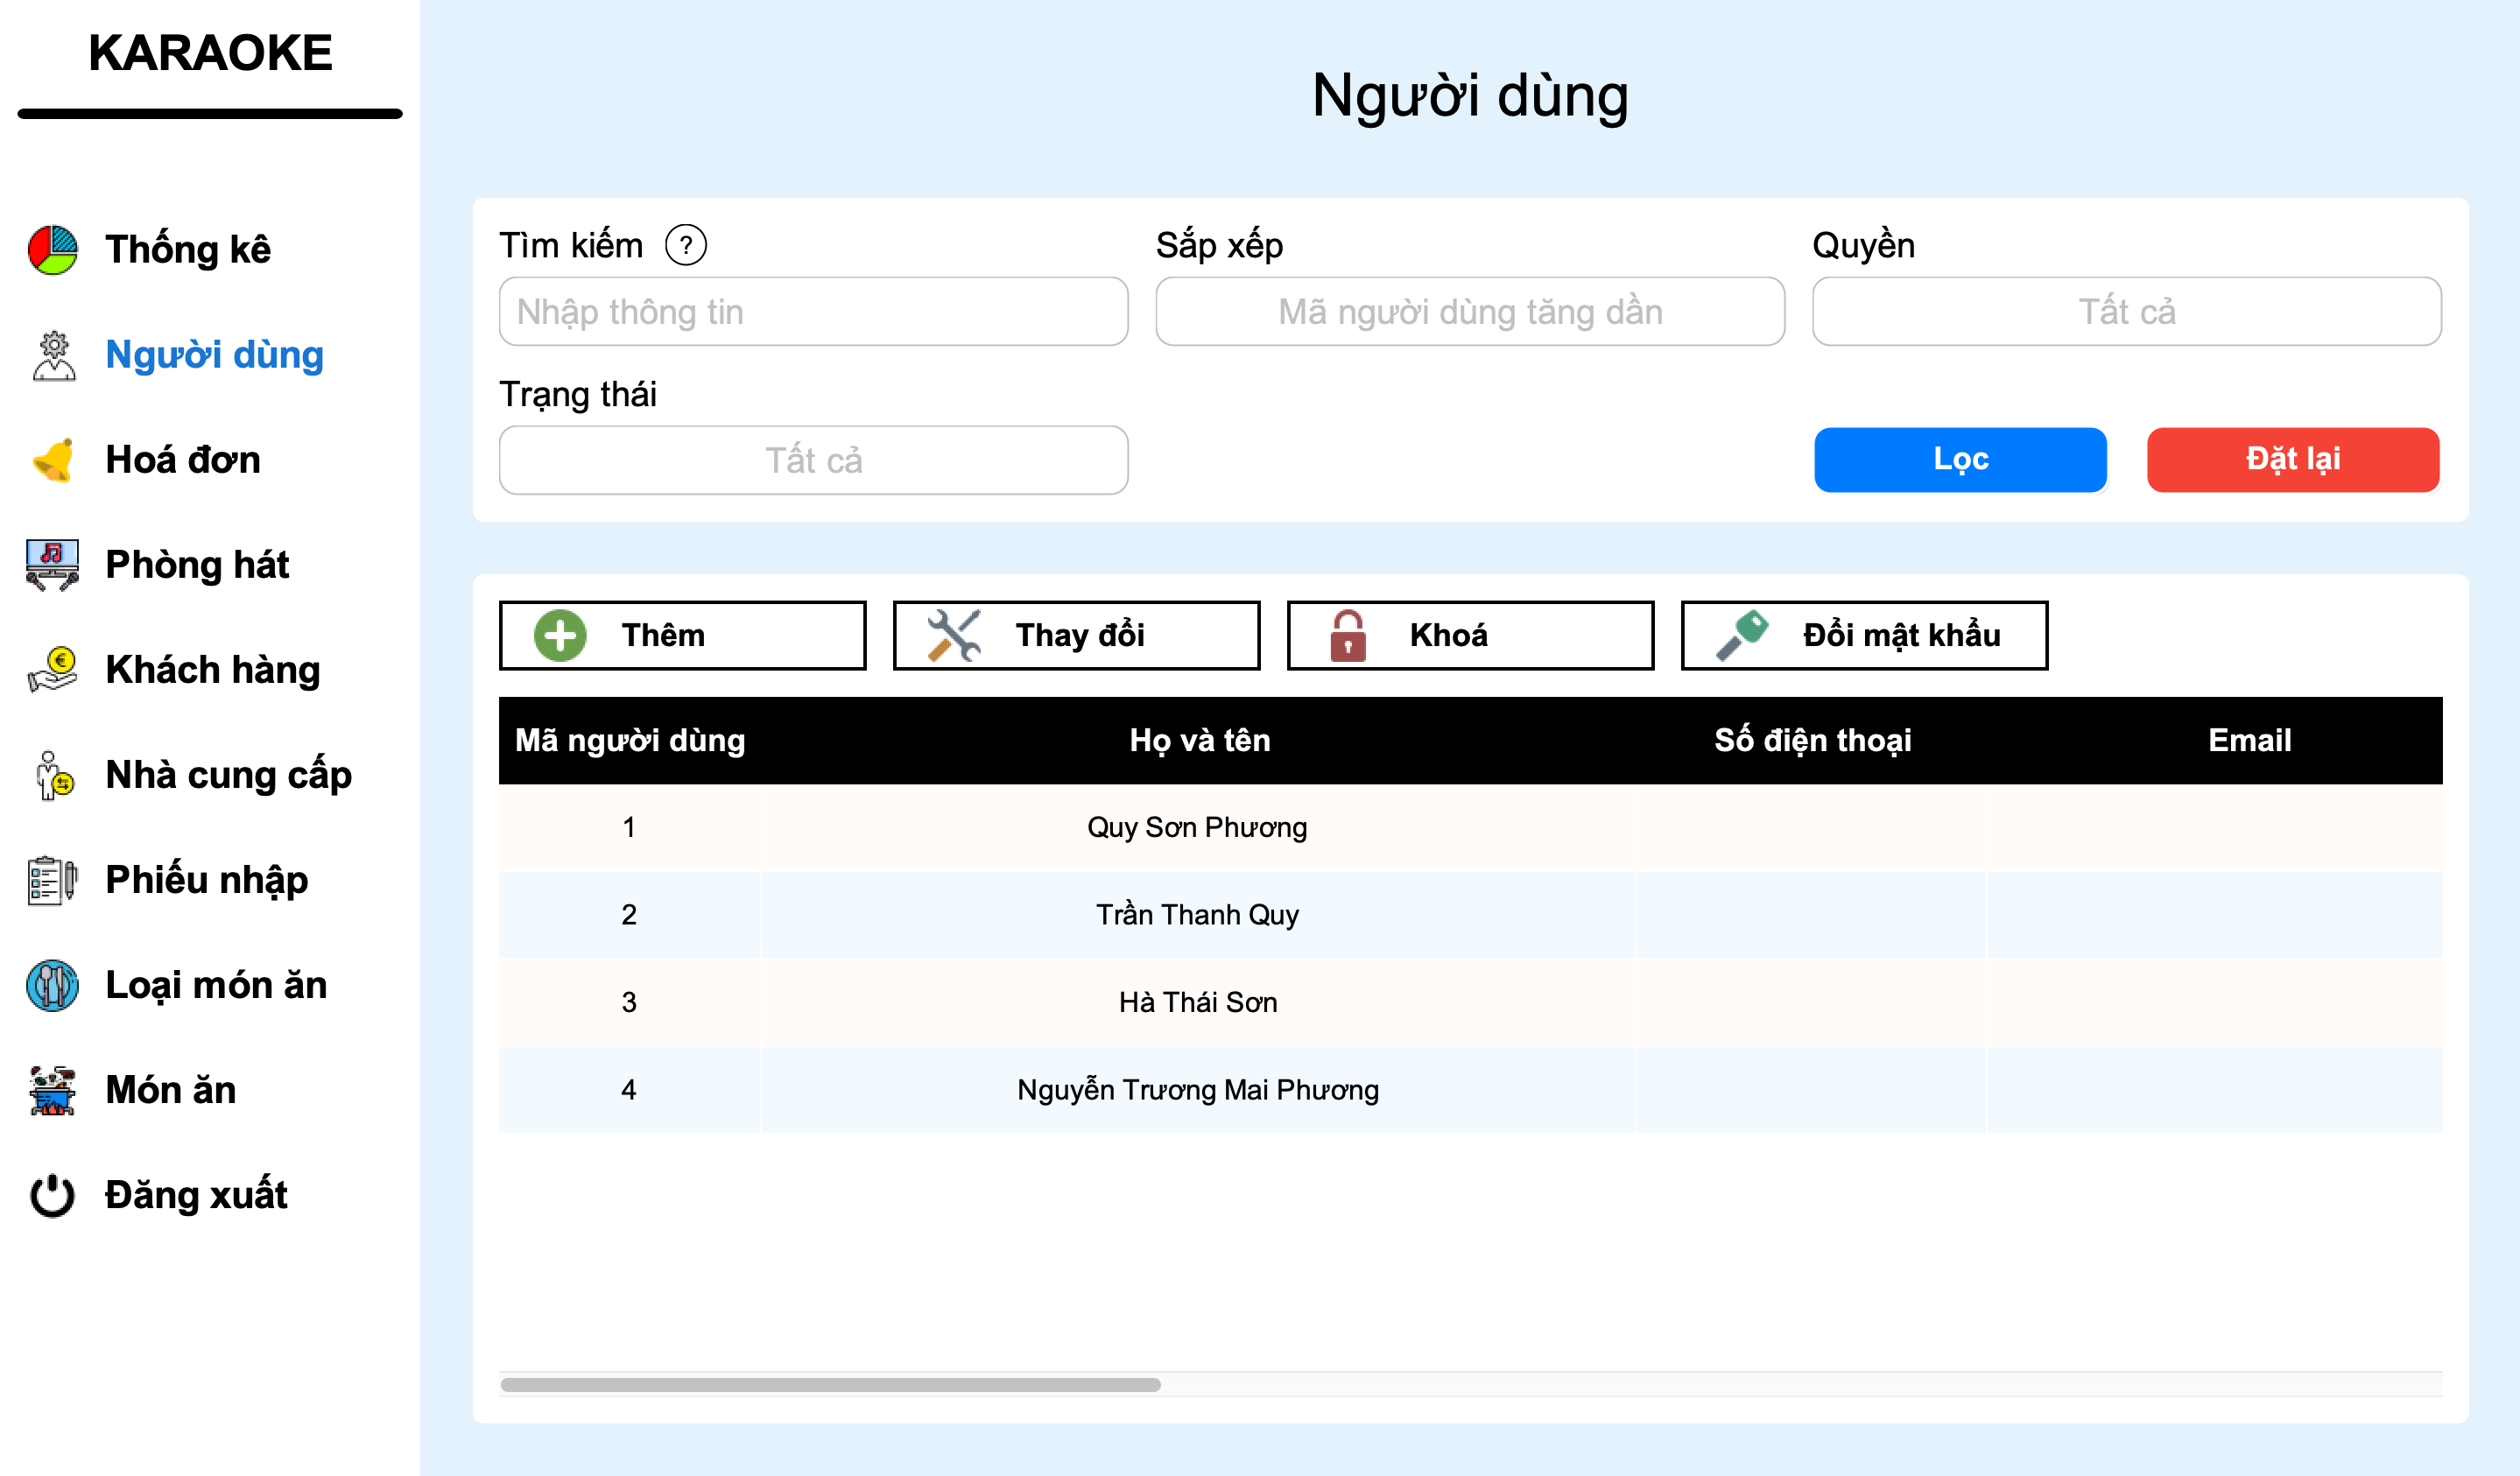 KARAOKE
Thống kê
Người dùng
Hoá đơn
Phòng hát
Khách hàng
Nhà cung cấp
Phiếu nhập
Loại món ăn
Món ăn
Đăng xuất
Người dùng
Tìm kiếm ?
Nhập thông tin
Sắp xếp
Mã người dùng tăng dần
Quyền
Tất cả
Trạng thái
Tất cả
Lọc
Đặt lại
Thêm
Thay đổi
Khoá
Đổi mật khẩu
Mã người dùng Họ và tên Số điện thoại Email
1 Quy Sơn Phương
2 Trần Thanh Quy
3 Hà Thái Sơn
4 Nguyễn Trương Mai Phương